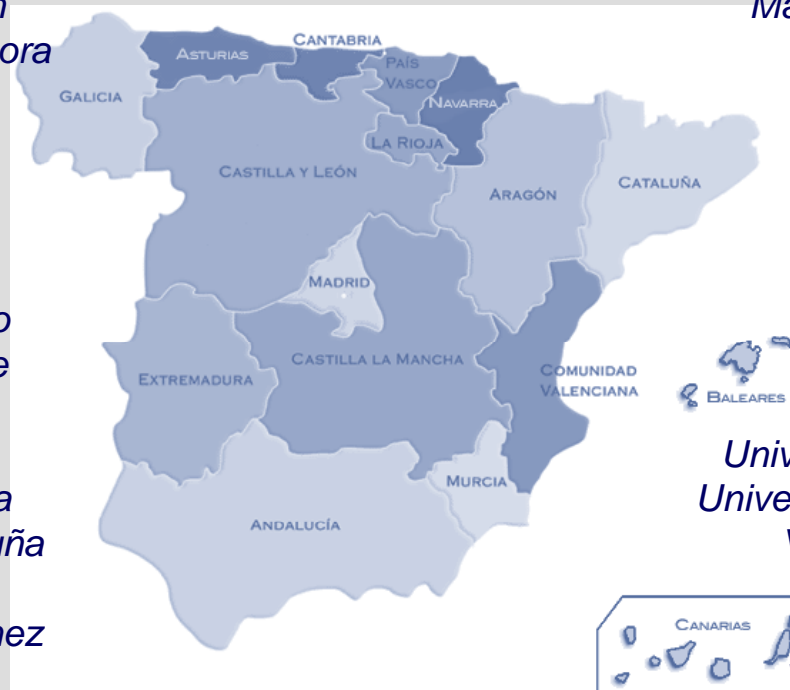 n
ora
Ma
CANTABRIA
ASTURIAS
PAÍS
VASCO
GALICIA
NAVARRA
LA RIOJA
CASTILLA Y LEÓN
CATALUÑA
ARAGÓN
MADRID
o
e
CASTILLA LA MANCHA
COMUNIDAD
VALENCIANA
EXTREMADURA
BALEARES
Univ
MURCIA
a
Unive
ANDALUCÍA
uña
CANARIAS
nez